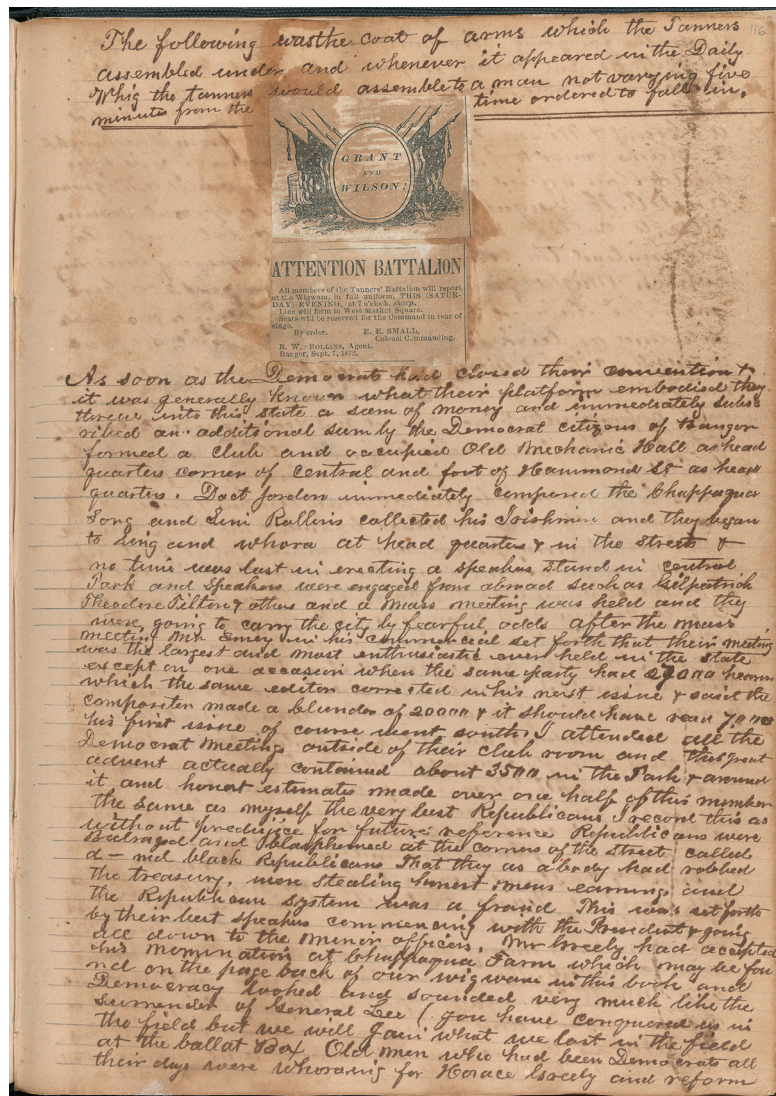 116
The following was the coat of arms which the Tanners
assembled under and whenever it appeared in the Daily
Whig the tanners would assemble to a man not varying five
minutes from the time ordered to fall in.
GRANT
AND
WILSON!
ATTENTION BATTALION
All members of the Tanners' Battalion will report
at the Wigwam, in full uniform, THIS (SATUR-
DAY) EVENING, at 7 o'clock, sharp.
Line will form in West Market Square.
Seats will be reserved for the Command in rear of
stage.
By order. E. E. SMALL,
Colonel Commanding.
R. W. ROLLINS, Agent.
Bangor, Sept. 7, 1872.
As soon as the Democrats had closed their convention &
it was generally known what their platform embodied they
threw into this state a sum of money and immediately subsc
ribed an additional sum by the Democrat citizens of Bangor
formed a club and occupied Old Mechanic Hall as head
quarters corner of Central and foot of Hammond St as head
quarters. Doct Jordon immediately composed the Chappaqua
Song and Seni Rollins collected his Irishmen and they began
to sing and whora at head quarters & in the streets &
no time was lost in erecting a speakers stand in central
Park and speakers were engaged from abroad such as Gilpatrick
Theodore Tilton & others and a mass meeting was held and they
were going to carry the city by fearful odds after the mass
meeting Mr Emery in his commercial set forth that their meeting
was the largest and most enthusiastic ever held in the state
except on one occasion when the same party had 27000 hearers
which the same editor corrected in his next issue & said the
compositer made a blunder of 20000 & it should have read 7000
his first issue of course went south. I attended all the
Democrat meetings outside of their club room and this great
advent actually contained about 3500 in the Park & around
it and honest estimates made over one half of this number
the same as myself the very best Republicans I record this as
without predujice for future reference Republicans were
Outraged and Blasphemed at the corners of the street called
d-md black Republicans that they as a body had robbed
the treasury, were stealing honest mens earnings and
the Republican system was a fraud This was set forth
by their best speakers commencing with the President & going
all down to the minor officers. Mr Greely had accepted
his nomination at Chappaqua Farm which may be fou
nd on the page back of our wigwam in this book and
Democracy looked and sounded very much like the
surrender of General Lee (you have conquered us in
the field but we will gain what we lost in the field
at the ballat Box Old men who had been Democrats all
their days were whoraing for Horace Greely and reform